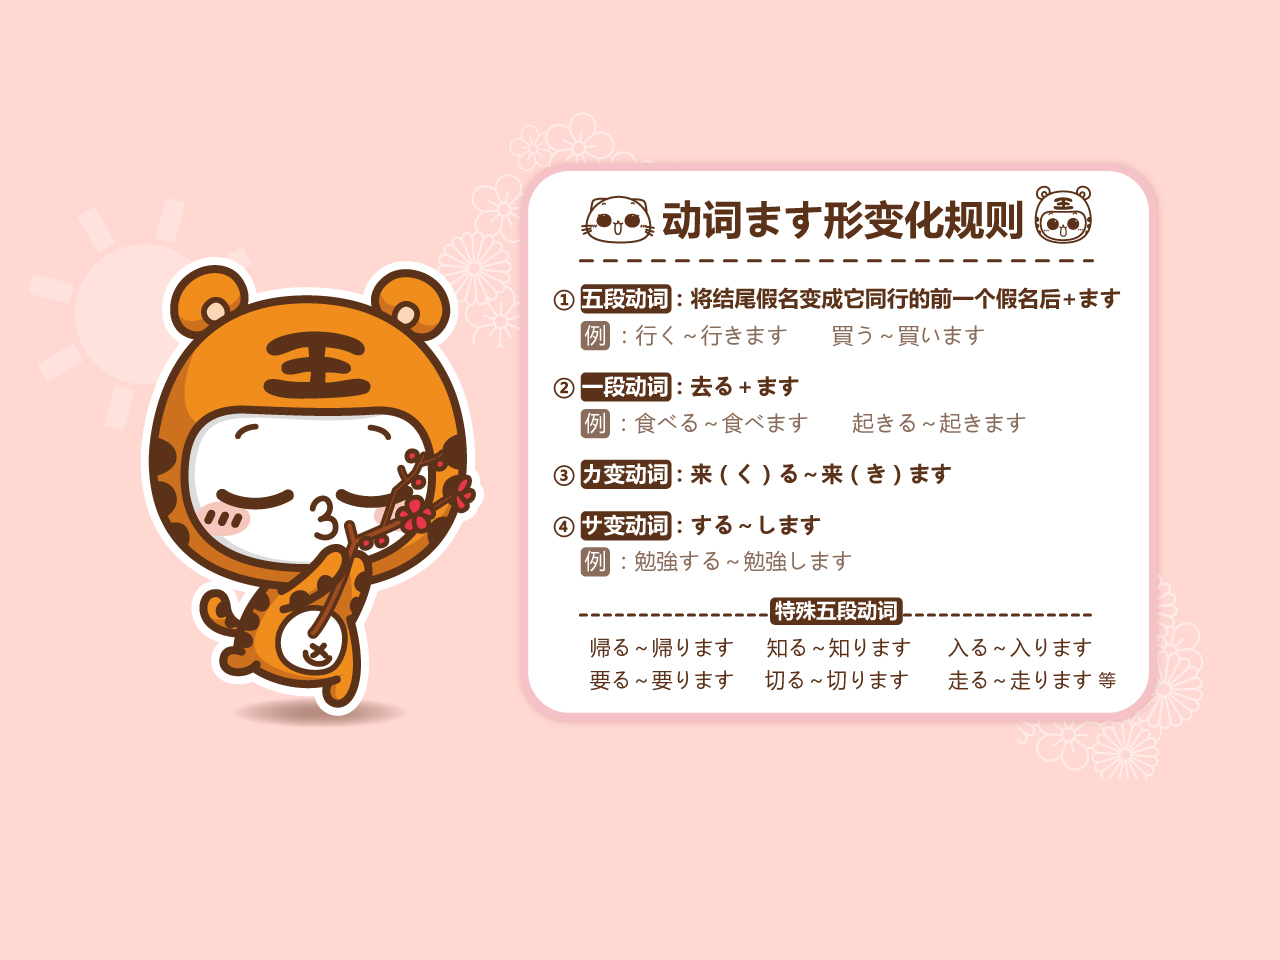 动词ます形变化规则
① 五段动词：将结尾假名变成它同行的前一个假名后+ます
例：行く～行きます 買う～買います
② 一段动词：去る+ます
例：食べる～食べます 起きる～起きます
③ カ变动词：来（く）る～来（き）ます
④ サ变动词：する～します
例：勉強する～勉強します
特殊五段动词
帰る～帰ります 知る～知ります 入る～入ります
要る～要ります 切る～切ります 走る～走ります 等
王
王